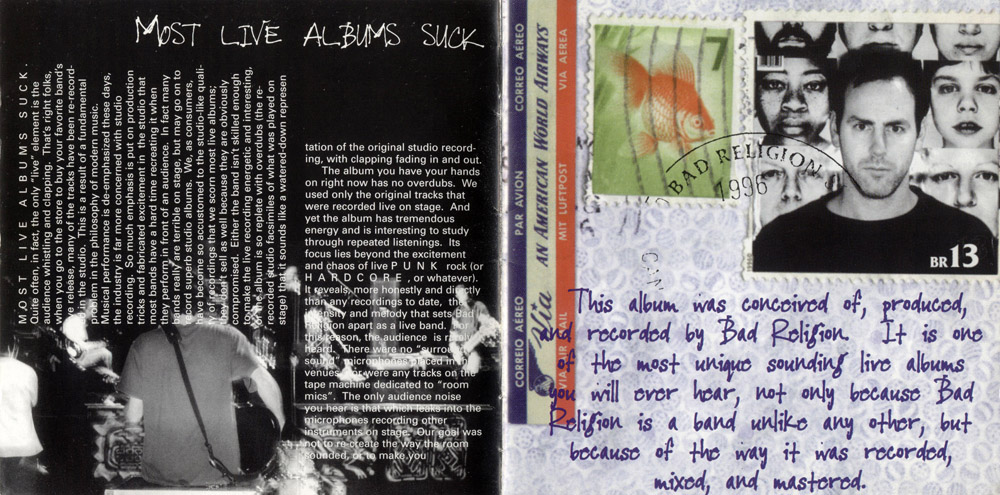 MOST LIVE ALBUMS SUCK
MOST LIVE ALBUMS SUCK.
Quite often, in fact, the only "live" element is the
audience whistling and clapping. That's right folks,
when you go to the store to buy your favorite band's
live release, many of the tracks have been re-record-
ed in the studio. This is a result of a fundamental
problem in the philosophy of modern music.
Musical performance is de-emphasized these days,
the industry is far more concerned with studio
recording. So much emphasis is put on production
tricks and fabricated excitement in the studio that
most bands have a hard time recreating it when
they perform in front of an audience. In fact many
bands really are terrible on stage, but may go on to
record superb studio albums. We, as consumers,
have become so accustomed to the studio-like quali-
ty of recordings that we scorn most live albums;
they don't sell as well because they are obviously
compromised. Either the band isn't skilled enough
to make the live recording energetic and interesting,
or the album is so replete with overdubs (the re-
recorded studio facsimilies of what was played on
stage) that it sounds like a watered-down represen
tation of the original studio record-
ing, with clapping fading in and out.
The album you have your hands
on right now has no overdubs. We
used only the original tracks that
were recorded live on stage. And
yet the album has tremendous
energy and is interesting to study
through repeated listenings. Its
focus lies beyond the excitement
and chaos of live PUNK rock (or
HARDCORE, or whatever).
It reveals more honestly and directly
than any recordings to date, the
intensity and melody that sets Bad
Religion apart as a live band. For
this reason, the audience is rarely
heard. There were no "surround
sound" microphones placed in the
venues, nor were any tracks on the
tape machine dedicated to "room
mics". The only audience noise
you hear is that which leaks into the
microphones recording other
instruments on stage. Our goal was
not to re-create the way the room
sounded, or to make you
CORREIO AEREO PAR AVION CORREO AÉREO
Via AN AMERICAN WORLD AIRWAYS
VIA AIR MAIL MIT LUFTPOST VIA AEREA
7
BAD RELIGION
1996
BR13
This album was conceived of, produced,
and recorded by Bad Religion. It is one
of the most unique sounding live albums
you will ever hear, not only because Bad
Religion is a band unlike any other, but
because of the way it was recorded,
mixed, and mastered.